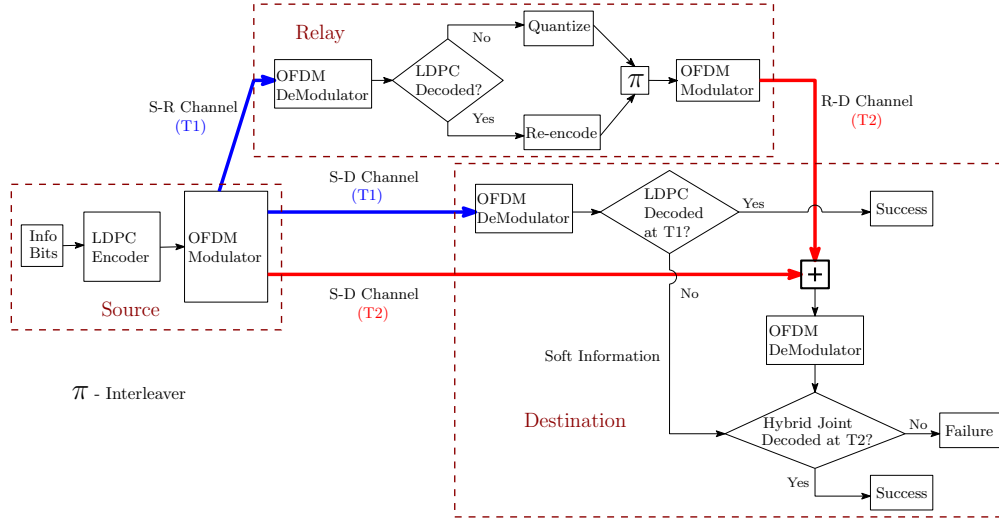 Relay
OFDM
DeModulator
LDPC
Decoded?
No
Yes
Quantize
Re-encode
π
OFDM
Modulator
S-R Channel
(T1)
R-D Channel
(T2)
S-D Channel
(T1)
Info
Bits
LDPC
Encoder
OFDM
Modulator
Source
S-D Channel
(T2)
OFDM
DeModulator
LDPC
Decoded
at T1?
Yes
Success
No
+
Soft Information
OFDM
DeModulator
Destination
Hybrid Joint
Decoded at T2?
No
Failure
Yes
Success
π - Interleaver